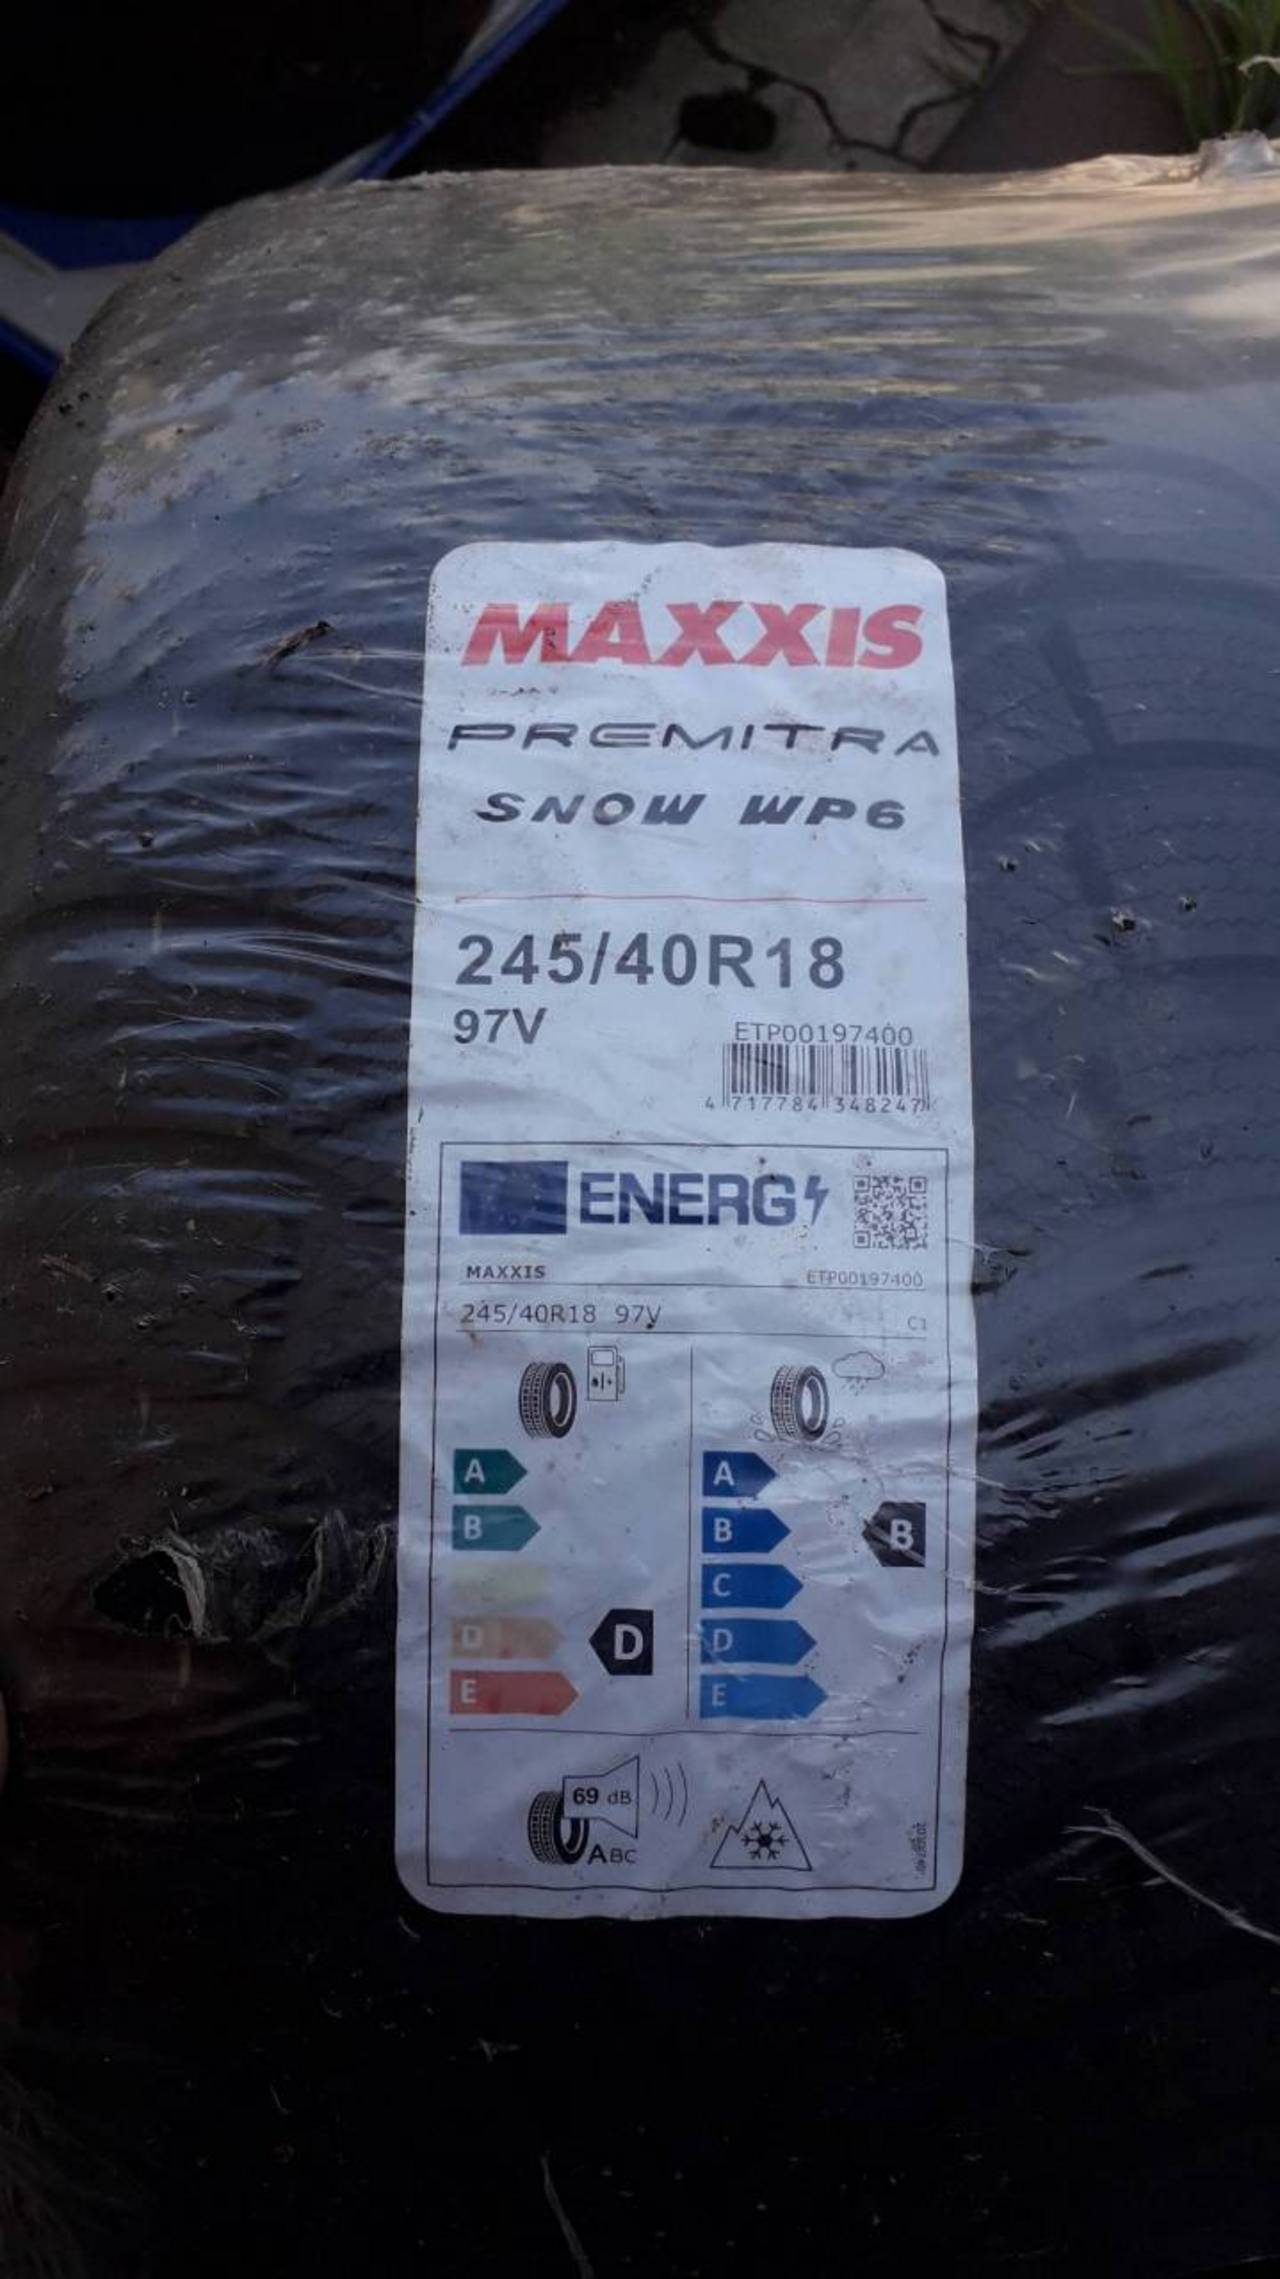 MAXXIS
PREMITRA
SNOW WP6
245/40R18
97V
ETP00197400
4 717784 348247
ENERG
MAXXIS
ETP00197400
245/40R18 97V
C1
A
B
D
E
D
A
B
C
D
E
B
69 dB
ABC